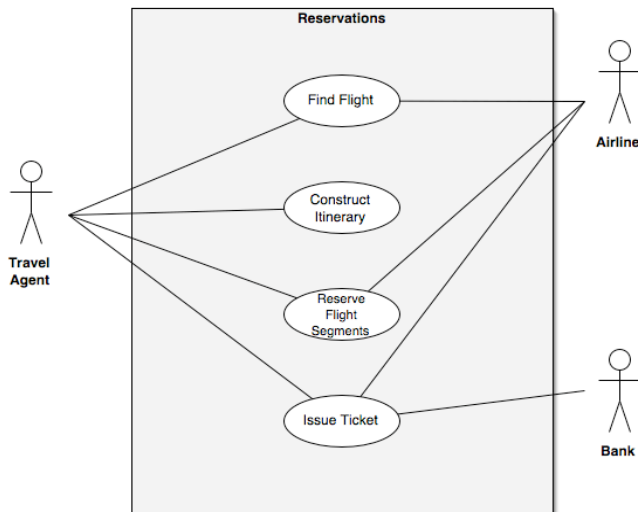 Reservations
Find Flight
Airline
Construct
Itinerary
Travel
Agent
Reserve
Flight
Segments
Issue Ticket
Bank